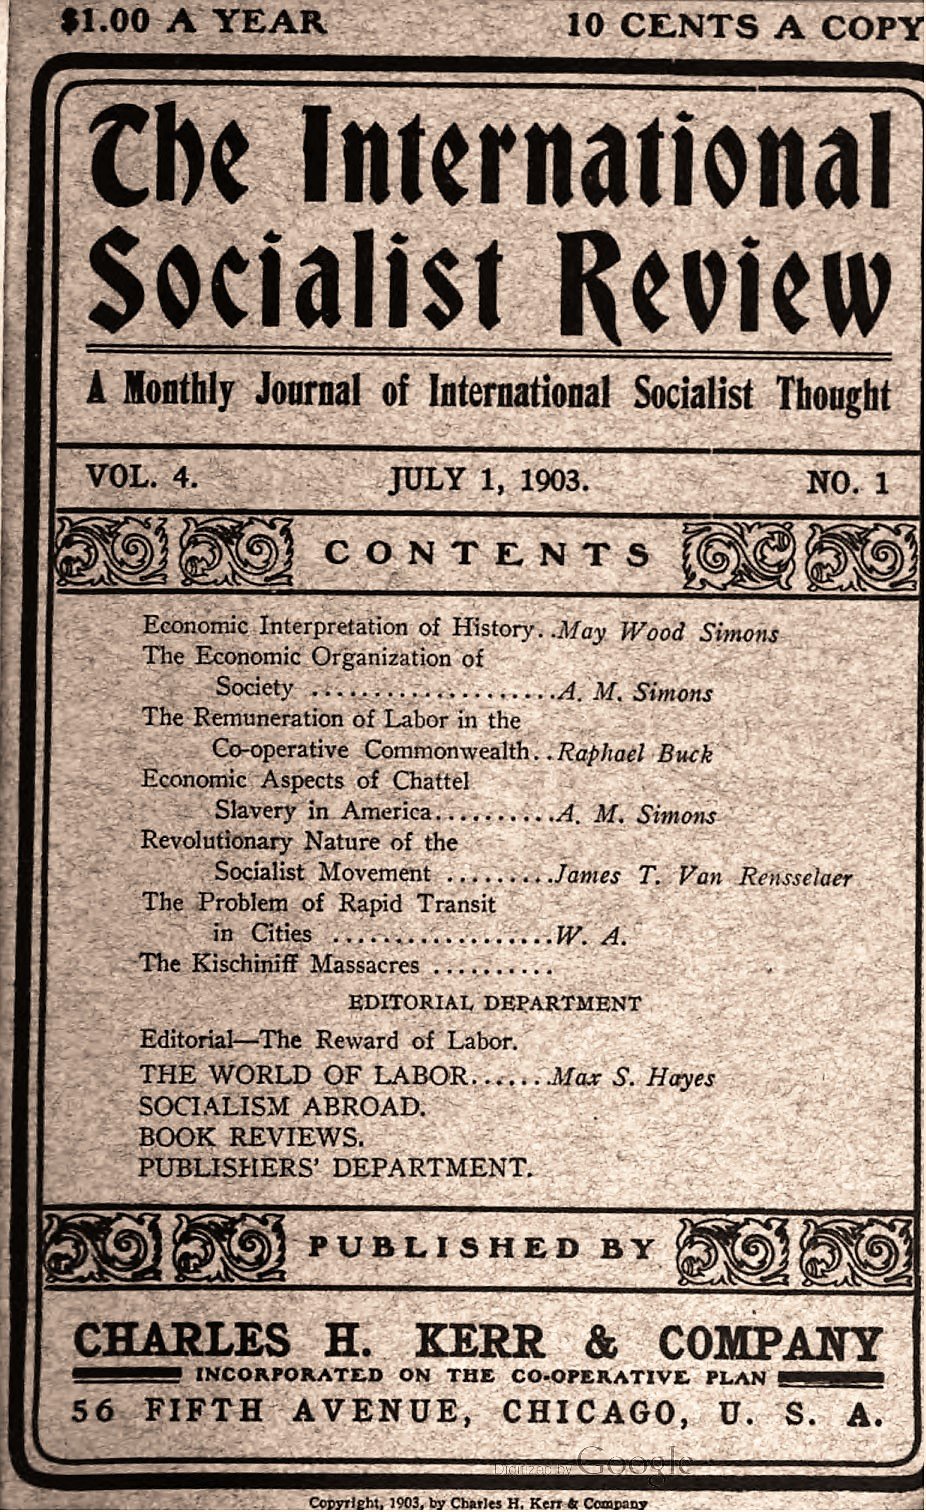 $1.00 A YEAR 10 CENTS A COPY
The International
Socialist Review
A Monthly Journal of International Socialist Thought
VOL. 4. JULY 1, 1903. NO. 1
CONTENTS
Economic Interpretation of History..May Wood Simons
The Economic Organization of
Society ....................A. M. Simons
The Remuneration of Labor in the
Co-operative Commonwealth..Raphael Buck
Economic Aspects of Chattel
Slavery in America..........A. M. Simons
Revolutionary Nature of the
Socialist Movement .........James T. Van Rensselaer
The Problem of Rapid Transit
in Cities ..................W. A.
The Kischiniff Massacres ..........
EDITORIAL DEPARTMENT
Editorial—The Reward of Labor.
THE WORLD OF LABOR.......Max S. Hayes
SOCIALISM ABROAD.
BOOK REVIEWS.
PUBLISHERS' DEPARTMENT.
PUBLISHED BY
CHARLES H. KERR & COMPANY
INCORPORATED ON THE CO-OPERATIVE PLAN
56 FIFTH AVENUE, CHICAGO, U. S. A.
Digitized by Google
Copyright, 1903, by Charles H. Kerr & Company